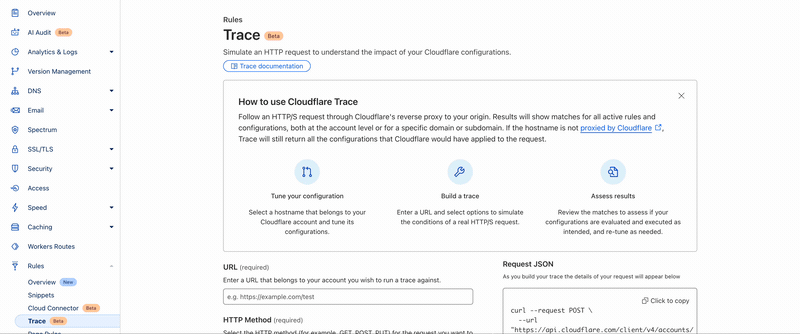 Overview
AI Audit Beta
Analytics & Logs
Version Management
DNS
Email
Spectrum
SSL/TLS
Security
Access
Speed
Caching
Workers Routes
Rules
Overview New
Snippets
Cloud Connector Beta
Trace Beta
Rules
Trace Beta
Simulate an HTTP request to understand the impact of your Cloudflare configurations.
Trace documentation
How to use Cloudflare Trace
Follow an HTTP/S request through Cloudflare's reverse proxy to your origin. Results will show matches for all active rules and
configurations, both at the account level or for a specific domain or subdomain. If the hostname is not proxied by Cloudflare,
Trace will still return all the configurations that Cloudflare would have applied to the request.
Tune your configuration
Select a hostname that belongs to your
Cloudflare account and tune its
configurations.
Build a trace
Enter a URL and select options to simulate
the conditions of a real HTTP/S request.
Assess results
Review the matches to assess if your
configurations are evaluated and executed as
intended, and re-tune as needed.
URL (required)
Enter a URL that belongs to your account you wish to run a trace against.
e.g. https://example.com/test
HTTP Method (required)
Select the HTTP method (for example, GET, POST, PUT) for the request you want to
Request JSON
As you build your trace the details of your request will appear below
Click to copy
curl --request POST \
--url
"https://api.cloudflare.com/client/v4/accounts/